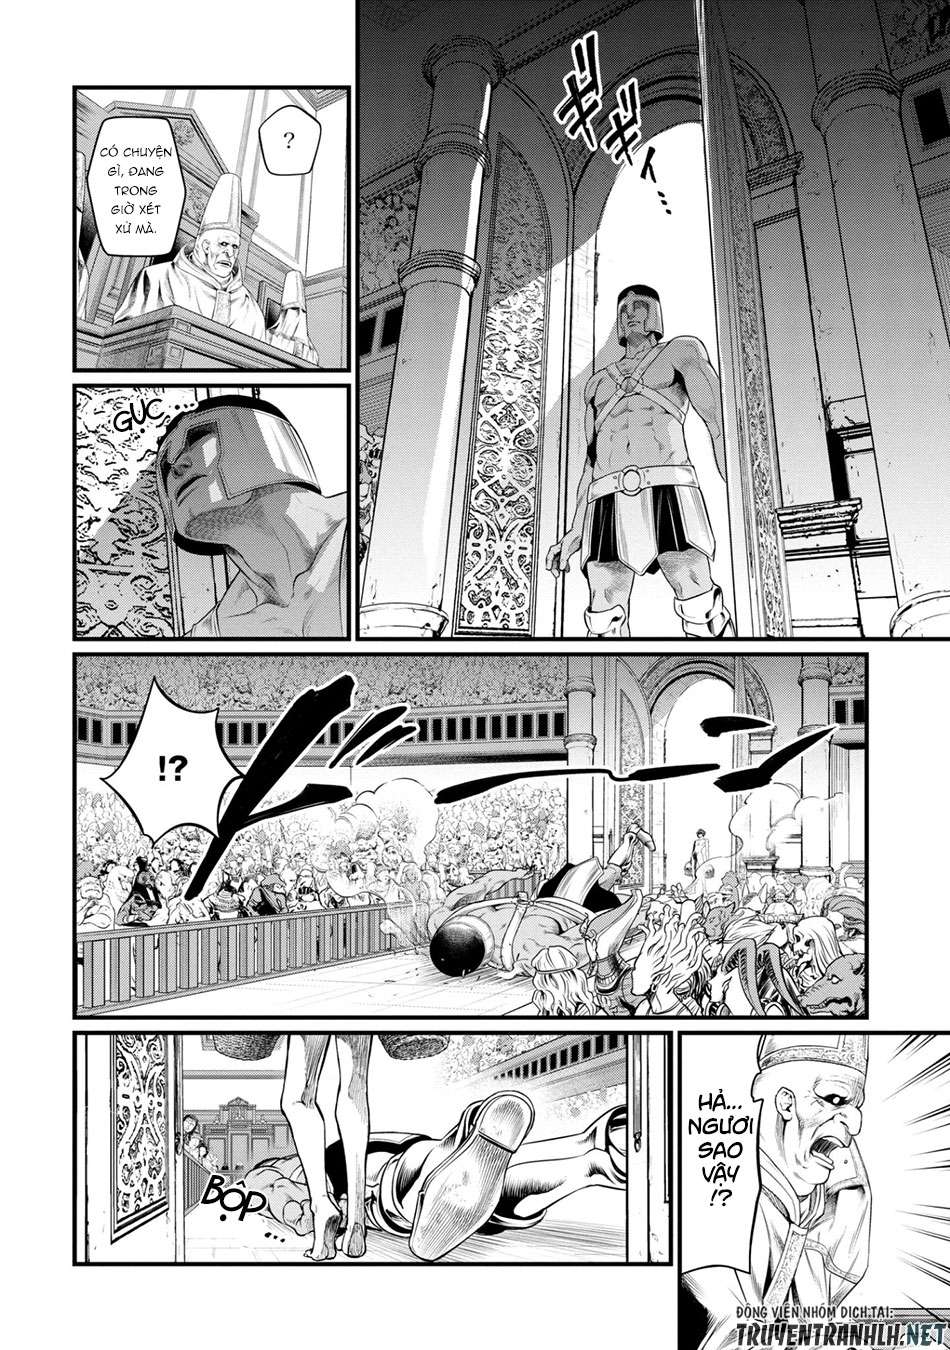 ギギィ…
?
CÓ CHUYỆN
GÌ, ĐANG
TRONG
GIỜ XÉT
XỬ MÀ.
GỤC ...
!?
ドーン
HẢ...
NGƯƠI
SAO
VẬY
!?
BỘP
ĐỘNG VIÊN NHÓM DỊCH TẠI:
TRUYENTRANHLH.NET